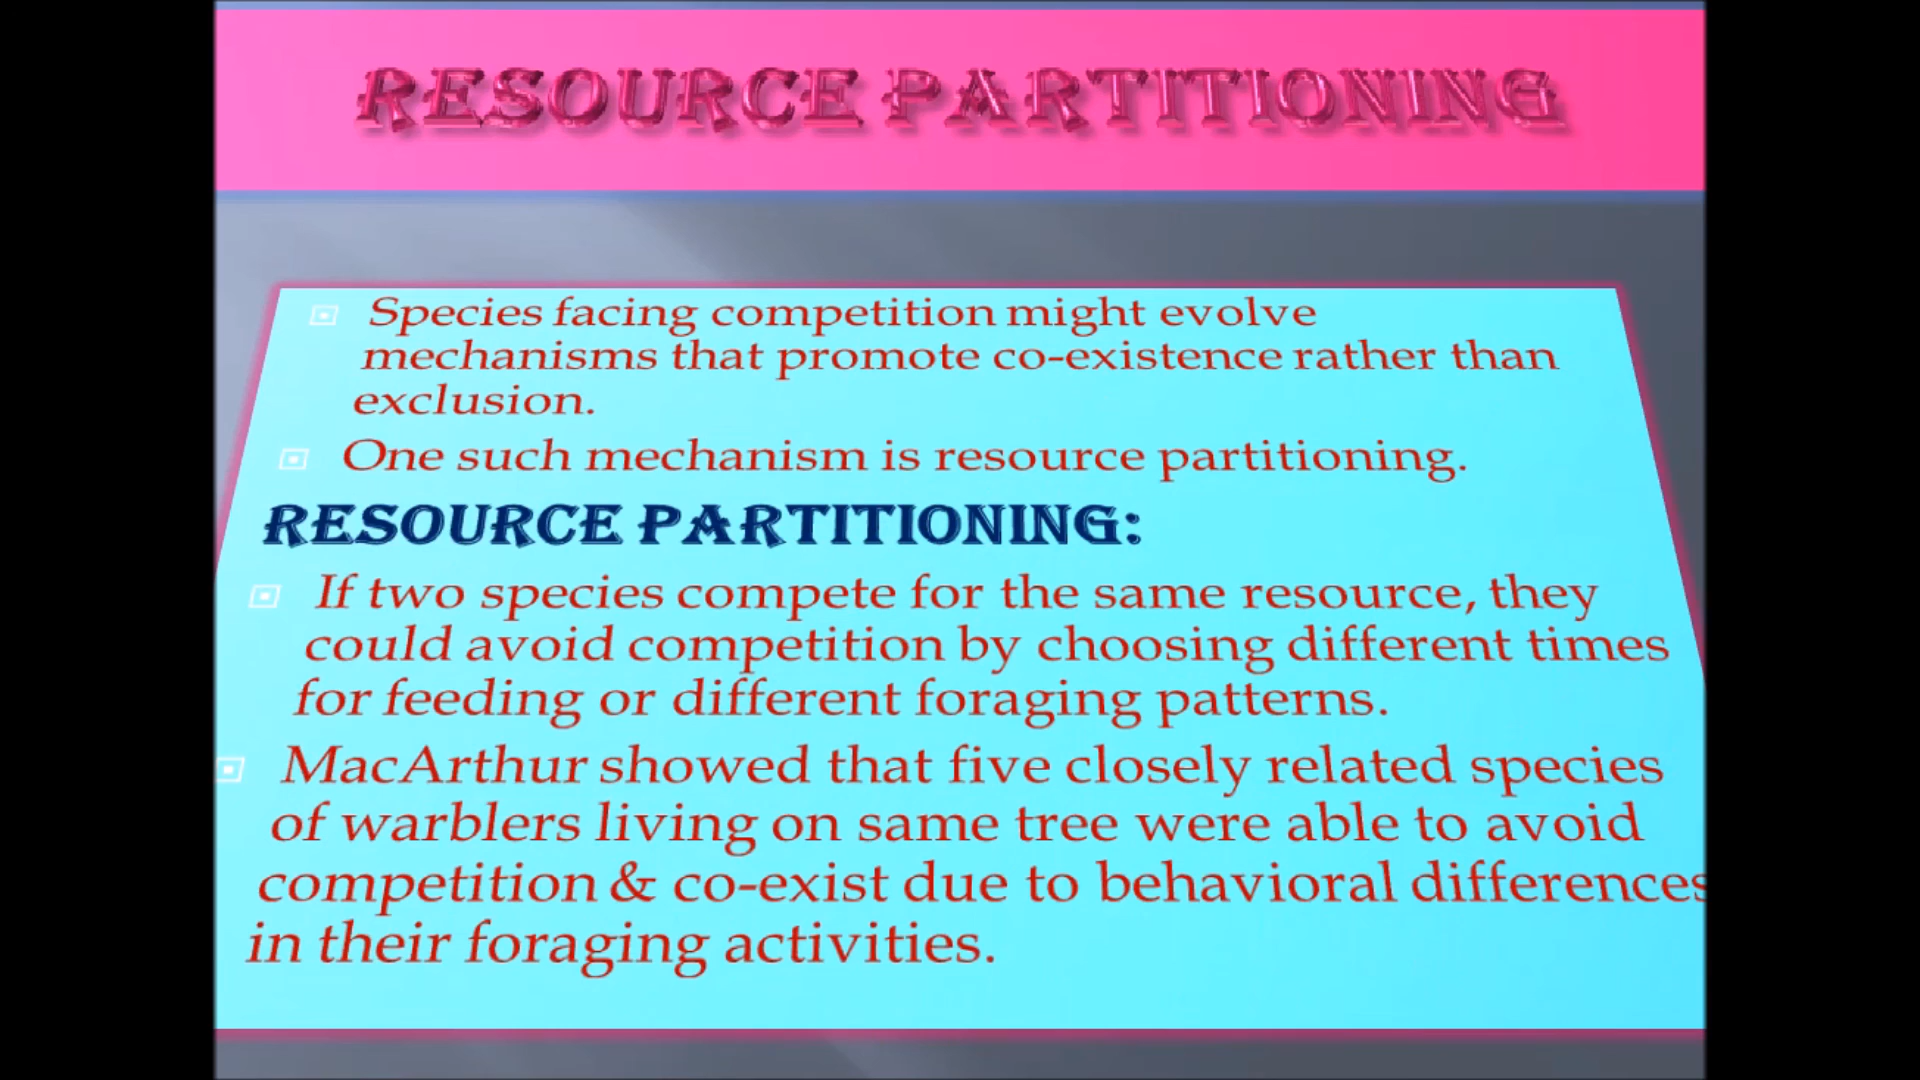 RESOURCE PARTITIONING
Species facing competition might evolve
mechanisms that promote co-existence rather than
exclusion.
One such mechanism is resource partitioning.
RESOURCE PARTITIONING:
If two species compete for the same resource, they
could avoid competition by choosing different times
for feeding or different foraging patterns.
MacArthur showed that five closely related species
of warblers living on same tree were able to avoid
competition & co-exist due to behavioral differences
in their foraging activities.